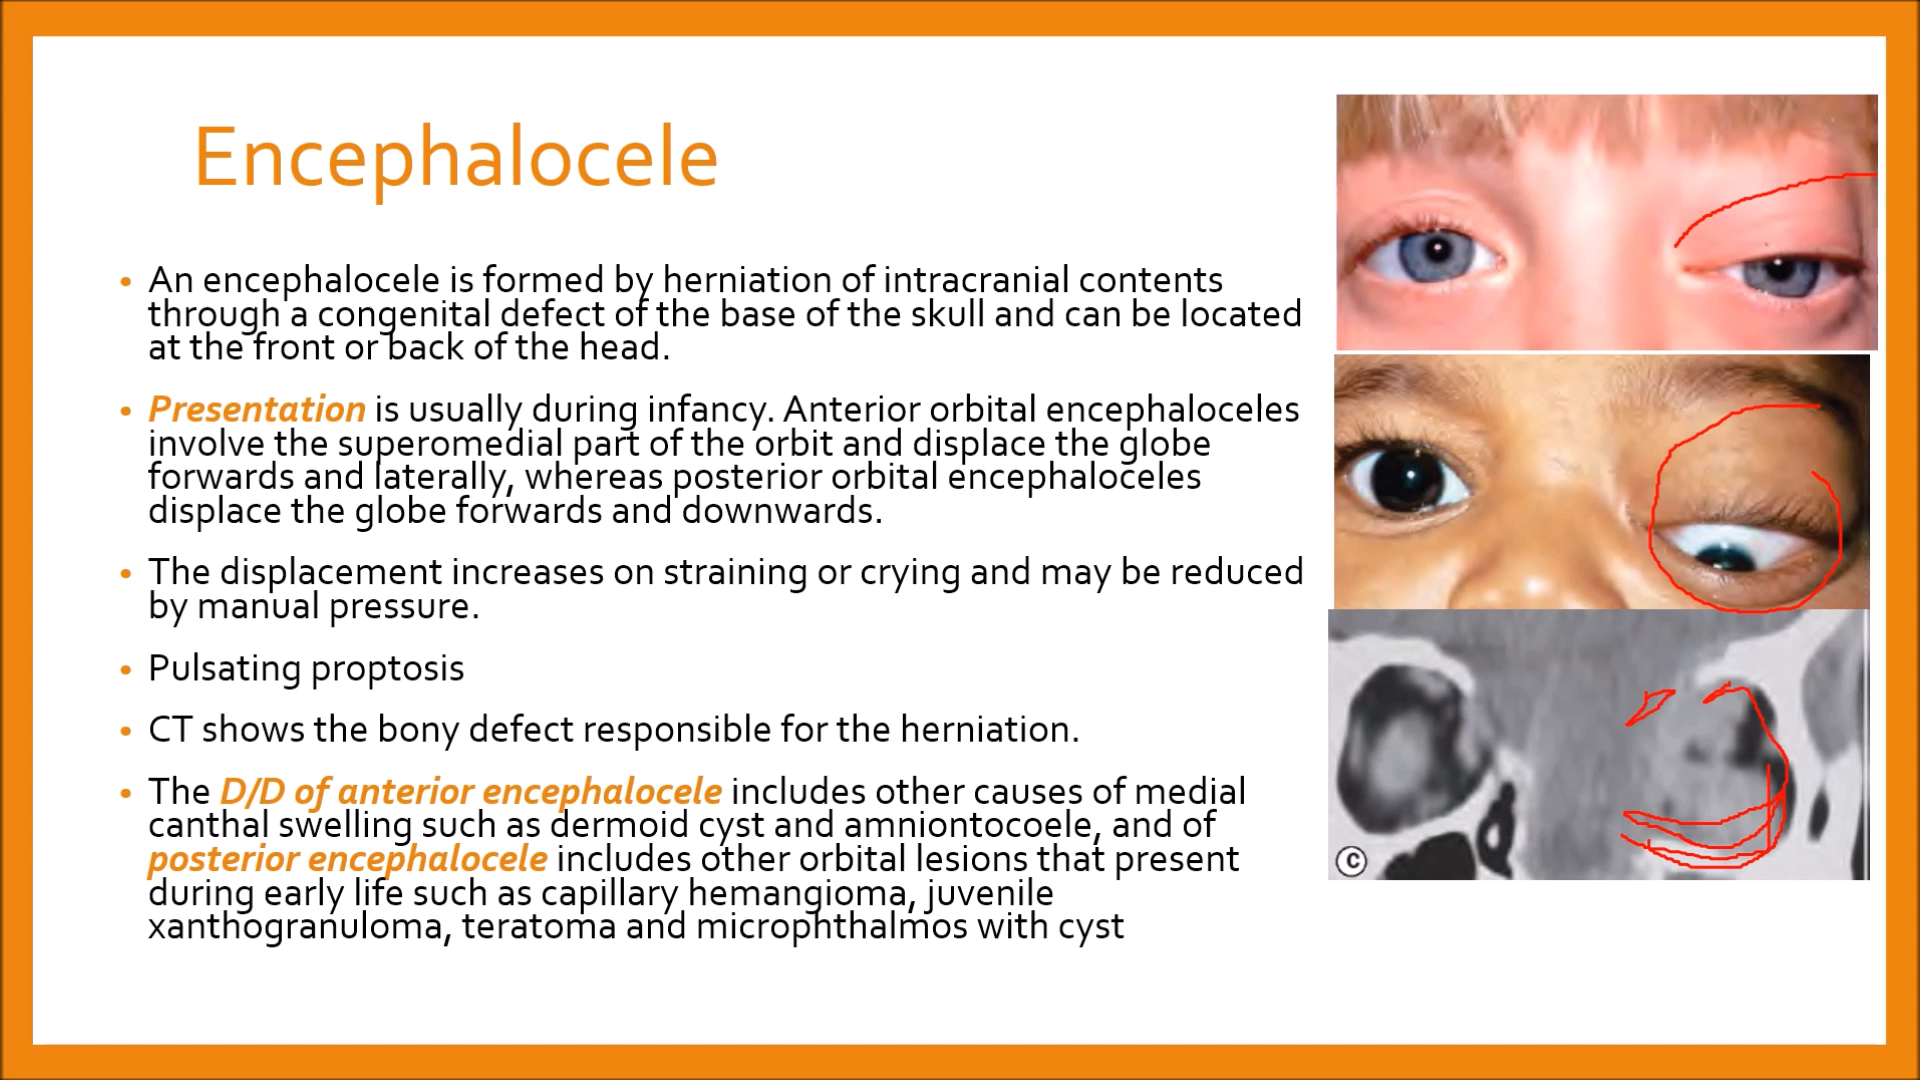 Encephalocele
• An encephalocele is formed by herniation of intracranial contents
through a congenital defect of the base of the skull and can be located
at the front or back of the head.
• Presentation is usually during infancy. Anterior orbital encephaloceles
involve the superomedial part of the orbit and displace the globe
forwards and laterally, whereas posterior orbital encephaloceles
displace the globe forwards and downwards.
• The displacement increases on straining or crying and may be reduced
by manual pressure.
• Pulsating proptosis
• CT shows the bony defect responsible for the herniation.
• The D/D of anterior encephalocele includes other causes of medial
canthal swelling such as dermoid cyst and amniontocoele, and of
posterior encephalocele includes other orbital lesions that present
during early life such as capillary hemangioma, juvenile
xanthogranuloma, teratoma and microphthalmos with cyst
C